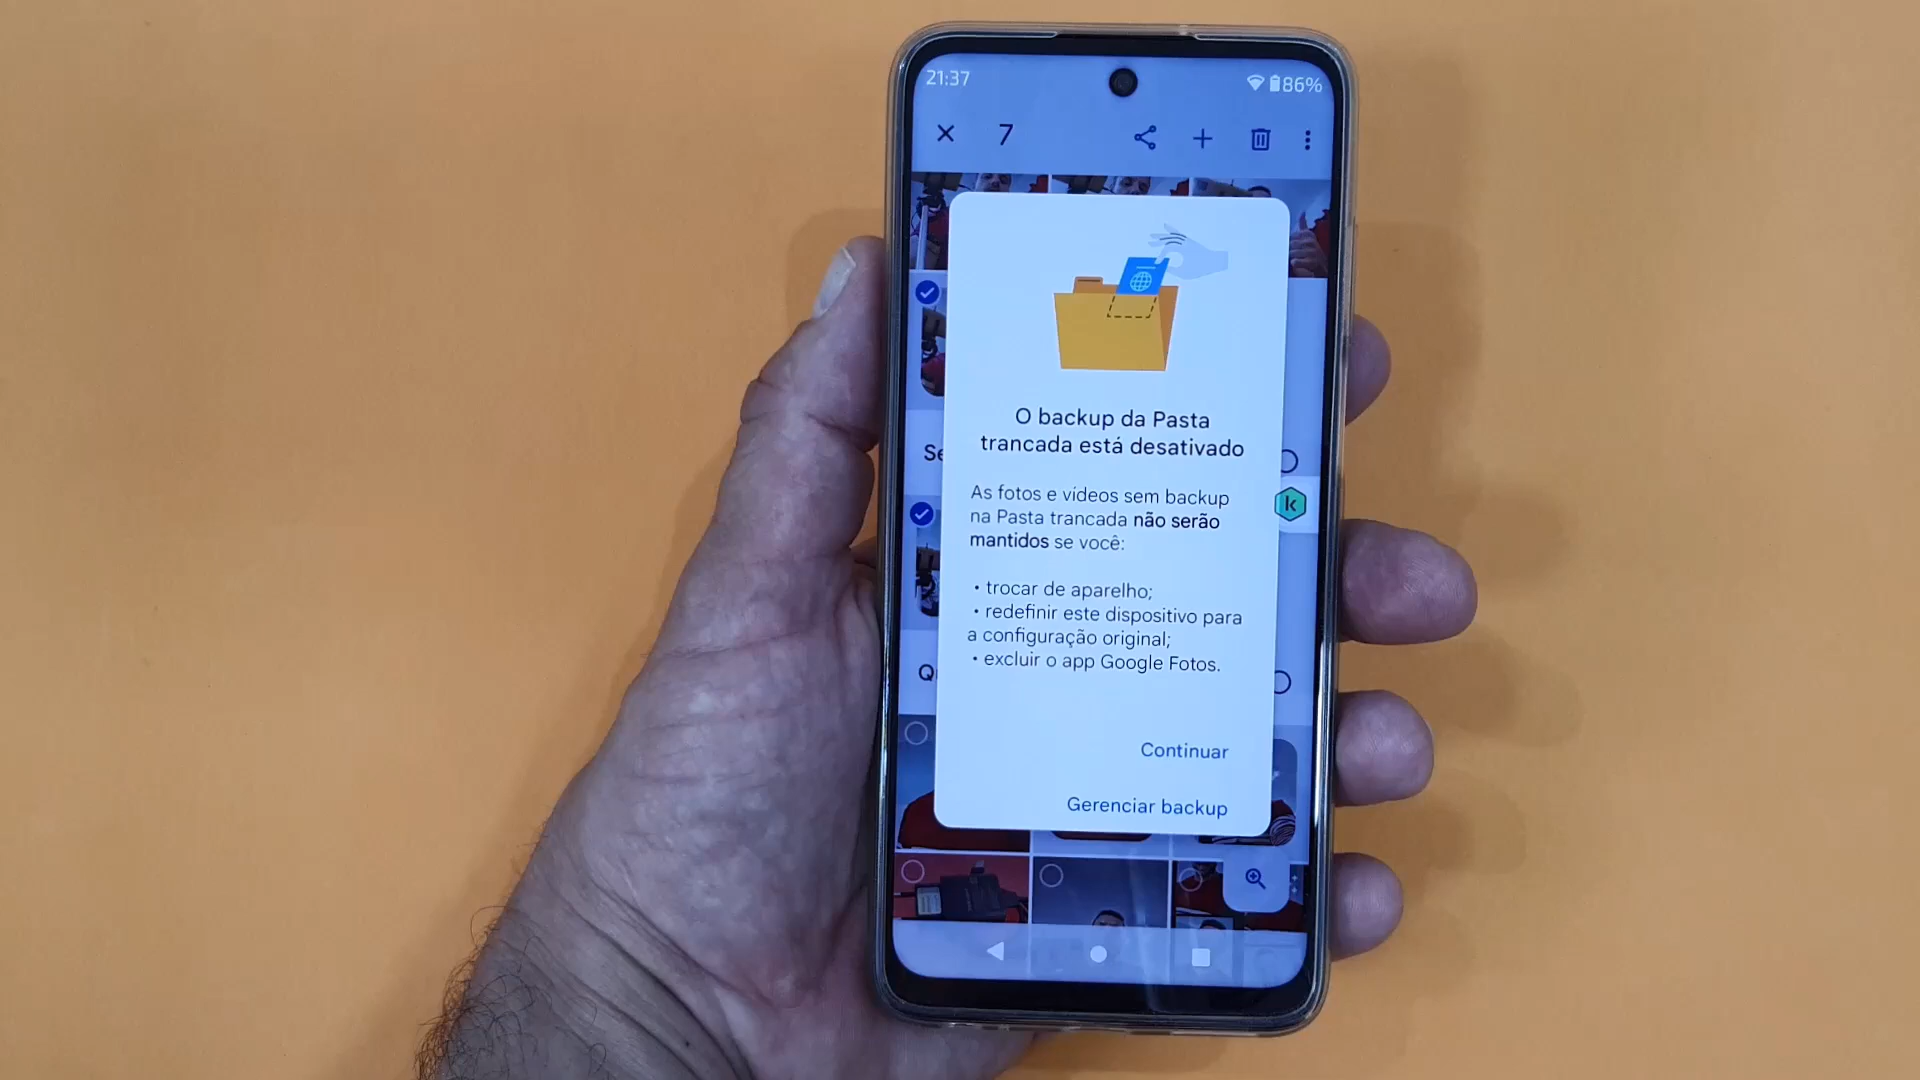 21:37
86%
7
O backup da Pasta
trancada está desativado
As fotos e vídeos sem backup
na Pasta trancada não serão
mantidos se você:
• trocar de aparelho;
• redefinir este dispositivo para
a configuração original;
• excluir o app Google Fotos.
Continuar
Gerenciar backup